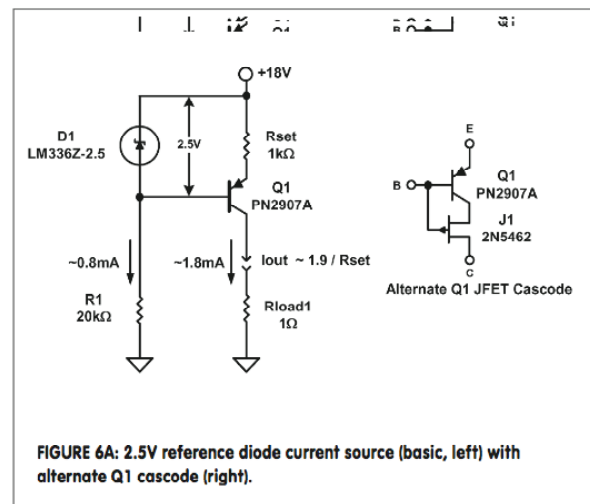 +18V
D1
LM336Z-2.5
2.5V
Rset
1kΩ
Q1
PN2907A
~0.8mA
~1.8mA
Iout ~ 1.9 / Rset
R1
20kΩ
Rload1
1Ω
E
B
Q1
PN2907A
J1
2N5462
C
Alternate Q1 JFET Cascode
FIGURE 6A: 2.5V reference diode current source (basic, left) with
alternate Q1 cascode (right).